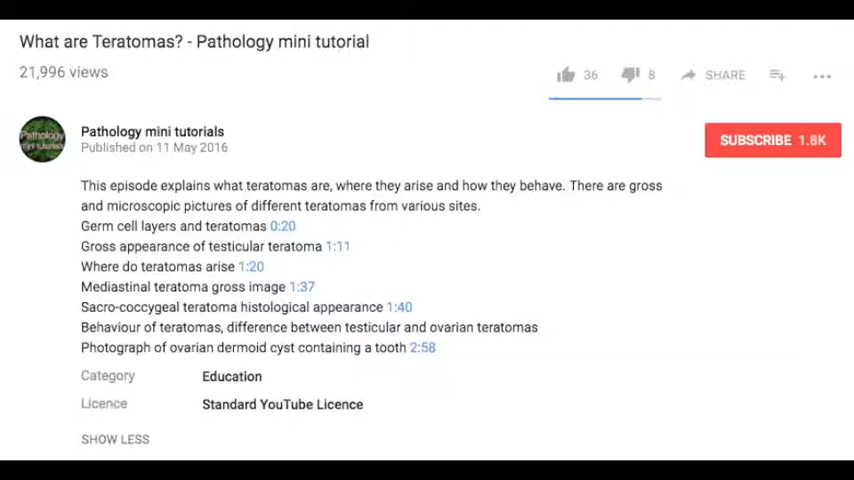 What are Teratomas? - Pathology mini tutorial
21,996 views
36 8 SHARE
Pathology mini tutorials
Pathology mini tutorials
Published on 11 May 2016
SUBSCRIBE 1.8K
This episode explains what teratomas are, where they arise and how they behave. There are gross
and microscopic pictures of different teratomas from various sites.
Germ cell layers and teratomas 0:20
Gross appearance of testicular teratoma 1:11
Where do teratomas arise 1:20
Mediastinal teratoma gross image 1:37
Sacro-coccygeal teratoma histological appearance 1:40
Behaviour of teratomas, difference between testicular and ovarian teratomas
Photograph of ovarian dermoid cyst containing a tooth 2:58
Category Education
Licence Standard YouTube Licence
SHOW LESS